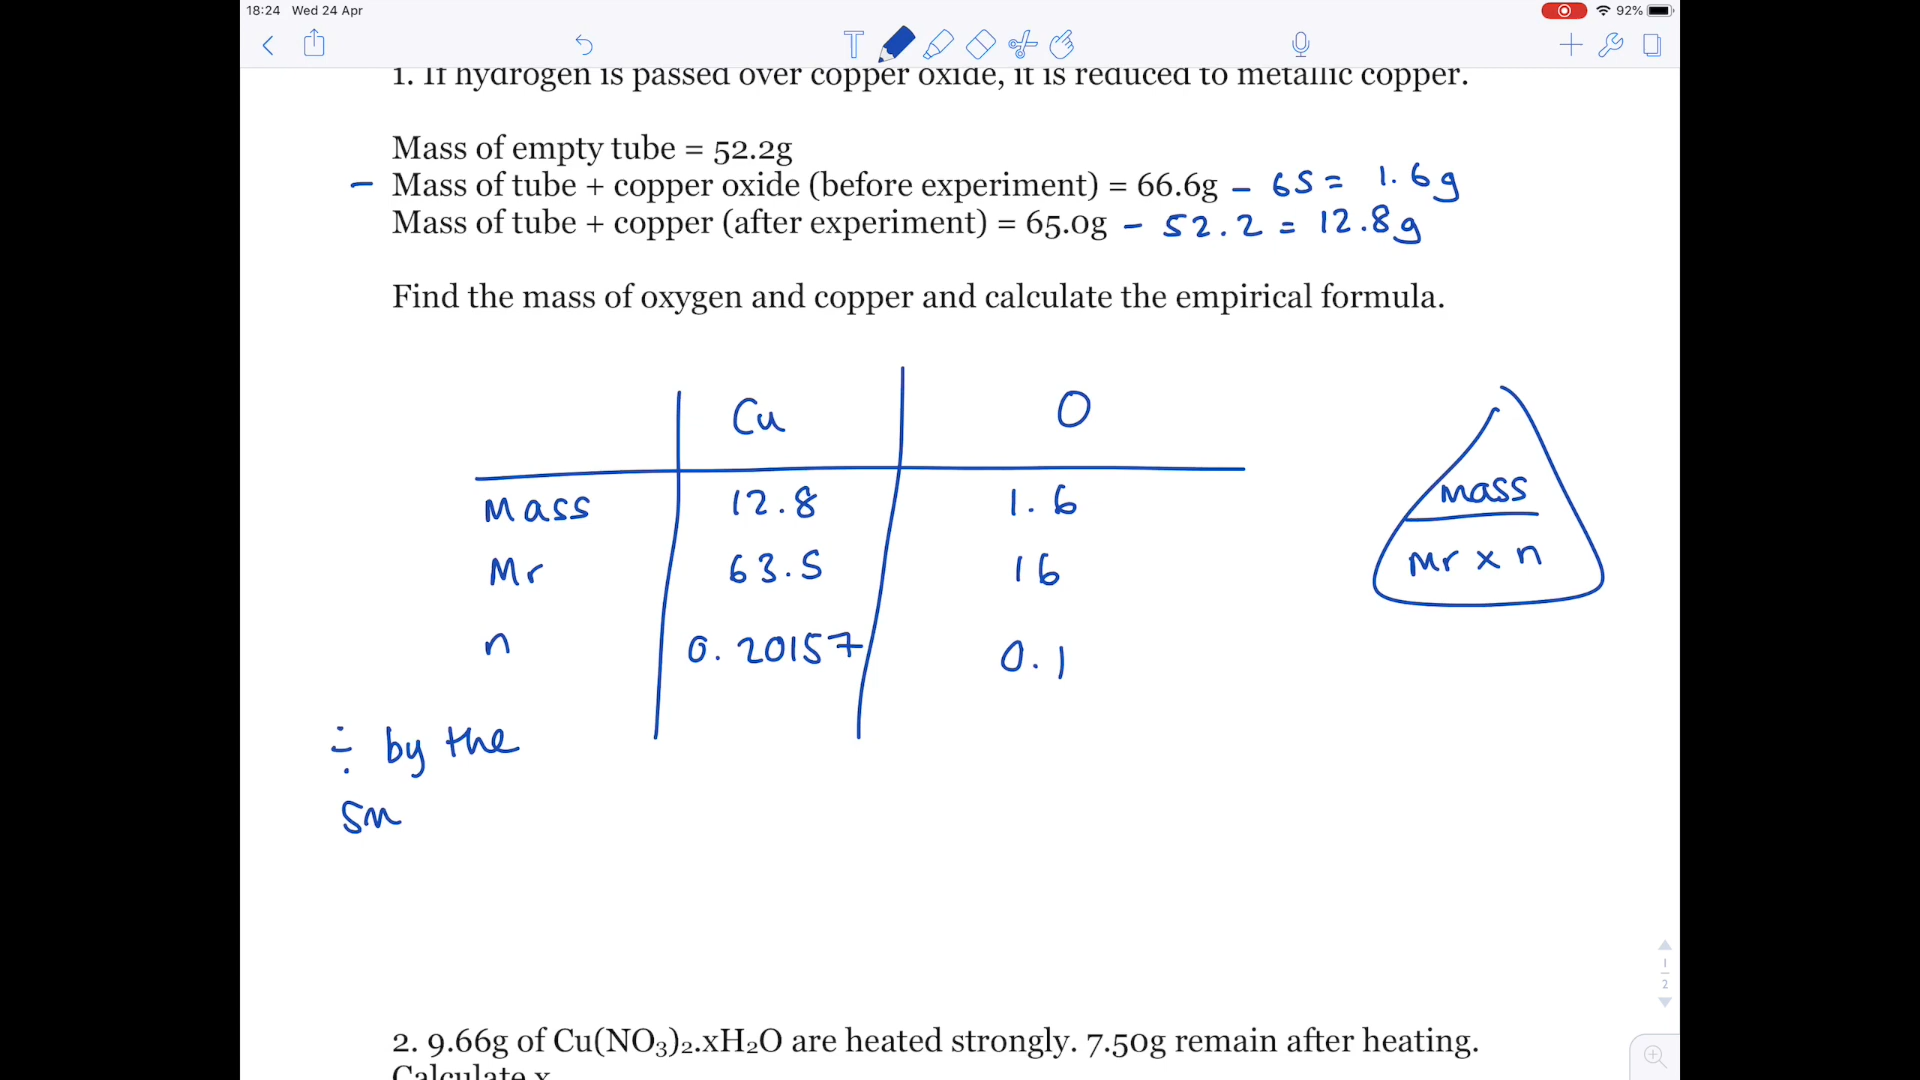 18:24 Wed 24 Apr 92%
1. If hydrogen is passed over copper oxide, it is reduced to metallic copper.
Mass of empty tube = 52.2g
- Mass of tube + copper oxide (before experiment) = 66.6g - 65 = 1.6g
Mass of tube + copper (after experiment) = 65.0g - 52.2 = 12.8g
Find the mass of oxygen and copper and calculate the empirical formula.
Cu O
Mass 12.8 1.6
Mr 63.5 16
n 0.20157 0.1
mass
Mr x n
÷ by the
sm
1
2
2. 9.66g of Cu(NO₃)₂.xH₂O are heated strongly. 7.50g remain after heating.
Calculate x